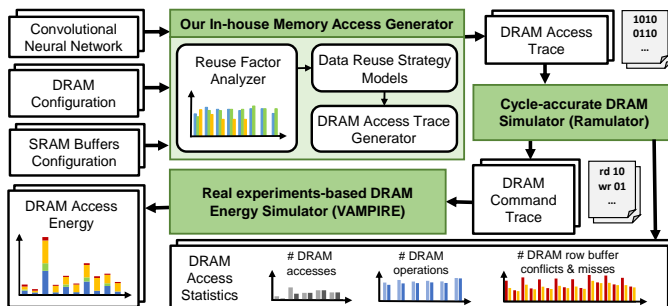 Convolutional
Neural Network
DRAM
Configuration
SRAM Buffers
Configuration
Our In-house Memory Access Generator
Reuse Factor
Analyzer
Data Reuse Strategy
Models
DRAM Access Trace
Generator
DRAM Access
Trace
1010
0110
...
Cycle-accurate DRAM
Simulator (Ramulator)
DRAM
Command
Trace
rd 10
wr 01
...
Real experiments-based DRAM
Energy Simulator (VAMPIRE)
DRAM Access
Energy
DRAM
Access
Statistics
# DRAM
accesses
# DRAM
operations
# DRAM row buffer
conflicts & misses